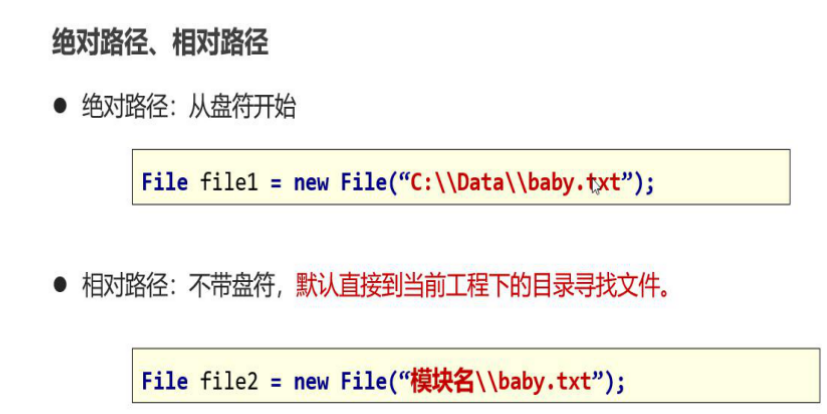 绝对路径、相对路径
● 绝对路径：从盘符开始
File file1 = new File(“C:\\Data\\baby.txt”);
● 相对路径：不带盘符，默认直接到当前工程下的目录寻找文件。
File file2 = new File(“模块名\\baby.txt”);